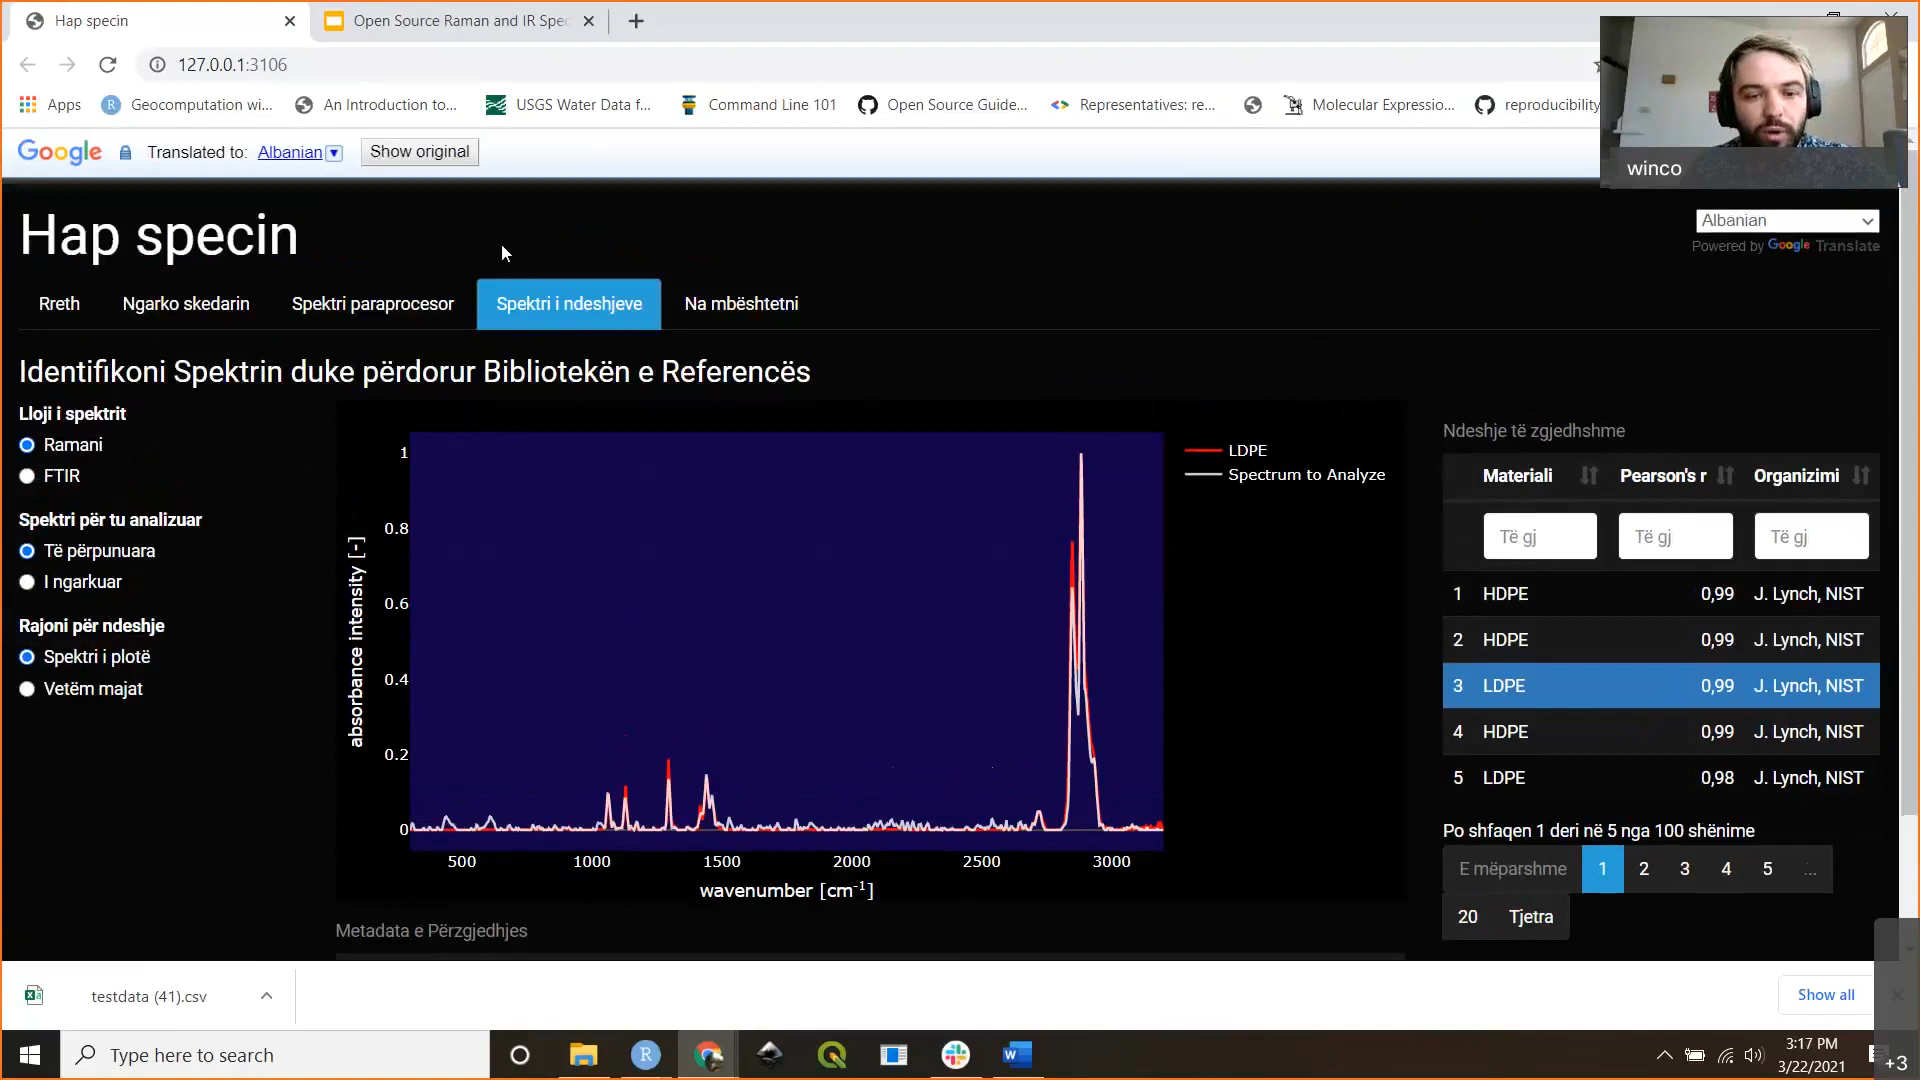 Hap specin
Open Source Raman and IR Spec
127.0.0.1:3106
Apps
Geocomputation wi...
An Introduction to...
USGS Water Data f...
Command Line 101
Open Source Guide...
Representatives: re...
Molecular Expressio...
reproducibility
winco
Google
Translated to: Albanian
Show original
Hap specin
Albanian
Powered by Google Translate
Rreth
Ngarko skedarin
Spektri paraprocesor
Spektri i ndeshjeve
Na mbështetni
Identifikoni Spektrin duke përdorur Bibliotekën e Referencës
Lloji i spektrit
Ramani
FTIR
Spektri për tu analizuar
Të përpunuara
I ngarkuar
Rajoni për ndeshje
Spektri i plotë
Vetëm majat
absorbance intensity [-]
1
0.8
0.6
0.4
0.2
0
500 1000 1500 2000 2500 3000
wavenumber [cm-1]
LDPE
Spectrum to Analyze
Metadata e Përzgjedhjes
Ndeshje të zgjedhshme
Materiali Pearson's r Organizimi
Të gj Të gj Të gj
1 HDPE 0,99 J. Lynch, NIST
2 HDPE 0,99 J. Lynch, NIST
3 LDPE 0,99 J. Lynch, NIST
4 HDPE 0,99 J. Lynch, NIST
5 LDPE 0,98 J. Lynch, NIST
Po shfaqen 1 deri në 5 nga 100 shënime
E mëparshme 1 2 3 4 5 ...
20 Tjetra
testdata (41).csv
Show all
Type here to search
3:17 PM
3/22/2021
+3